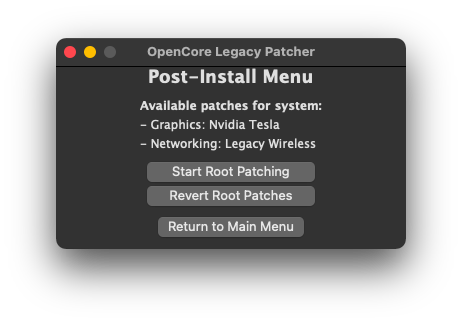 OpenCore Legacy Patcher
Post-Install Menu
Available patches for system:
- Graphics: Nvidia Tesla
- Networking: Legacy Wireless
Start Root Patching
Revert Root Patches
Return to Main Menu